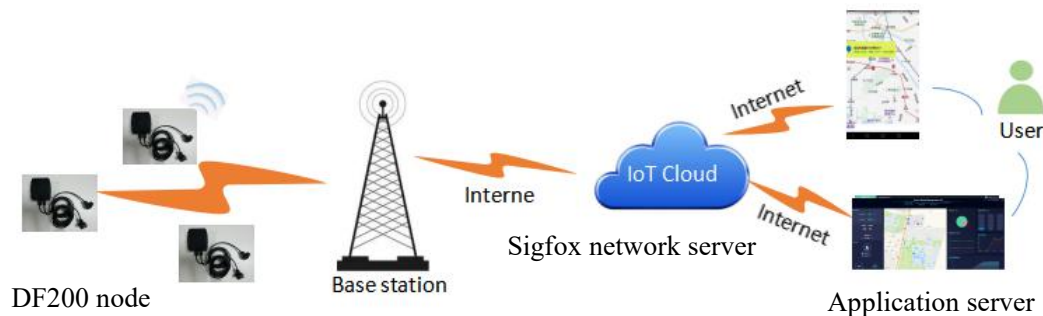 Internet
User
IoT Cloud
Interne
Internet
Sigfox network server
Base station
DF200 node
Application server